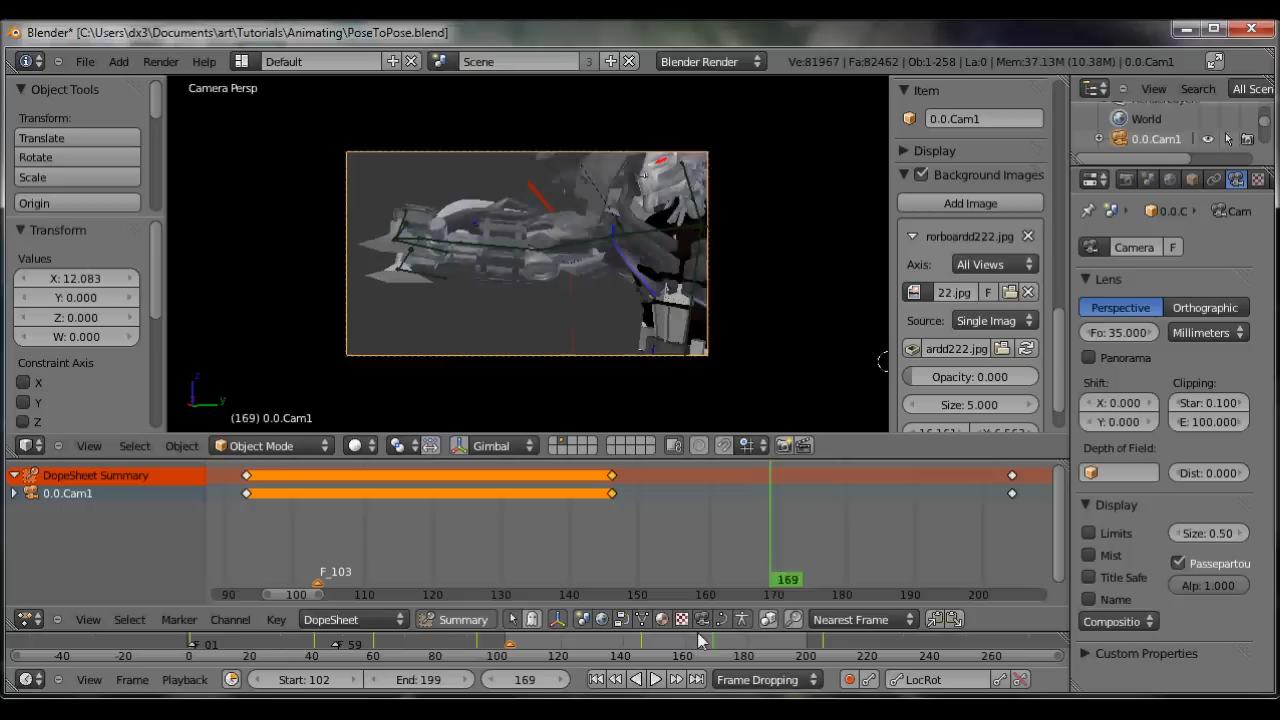 Blender* [C:\Users\dx3\Documents\art\Tutorials\Animating\PoseToPose.blend]
File Add Render Help Default Scene 3 Blender Render Ve:81967 | Fa:82462 | Ob:1-258 | La:0 | Mem:37.13M (10.38M) | 0.0.Cam1
Object Tools
Transform:
Translate
Rotate
Scale
Origin
Transform
Values
X: 12.083
Y: 0.000
Z: 0.000
W: 0.000
Constraint Axis
X
Y
Z
Camera Persp
z
y
(169) 0.0.Cam1
Item
0.0.Cam1
Display
Background Images
Add Image
rorboardd222.jpg
Axis: All Views
22.jpg F
Source: Single Imag
ardd222.jpg
Opacity: 0.000
Size: 5.000
View Search All Scen
World
0.0.Cam1
0.0.C Cam
Camera F
Lens
Perspective Orthographic
Fo: 35.000 Millimeters
Panorama
Shift: Clipping:
X: 0.000 Star: 0.100
Y: 0.000 E: 100.000
Depth of Field:
Dist: 0.000
Display
Limits Size: 0.50
Mist Passepartou
Title Safe Alp: 1.000
Name
Compositio
Custom Properties
View Select Object Object Mode Gimbal
DopeSheet Summary
0.0.Cam1
F_103
169
90 100 110 120 130 140 150 160 170 180 190 200
View Select Marker Channel Key DopeSheet Summary Nearest Frame
F_01 F_59
-40 -20 0 20 40 60 80 100 120 140 160 180 200 220 240 260
View Frame Playback Start: 102 End: 199 169 Frame Dropping LocRot